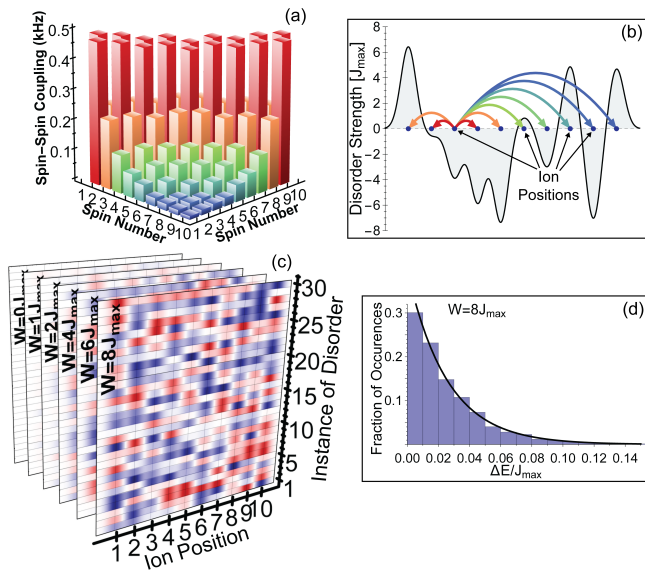 (a)
Spin–Spin Coupling (kHz)
0.5
0.4
0.3
0.2
0.1
1 2 3 4 5 6 7 8 9 10
Spin Number
1 2 3 4 5 6 7 8 9 10
Spin Number
(b)
Disorder Strength [Jmax]
8
6
4
2
0
-2
-4
-6
-8
Ion
Positions
(c)
W=0Jmax
W=1Jmax
W=2Jmax
W=4Jmax
W=6Jmax
W=8Jmax
30
25
20
15
10
5
1
Instance of Disorder
1 2 3 4 5 6 7 8 9 10
Ion Position
(d)
W=8Jmax
Fraction of Occurences
0.3
0.2
0.1
0.00 0.02 0.04 0.06 0.08 0.10 0.12 0.14
ΔE/Jmax